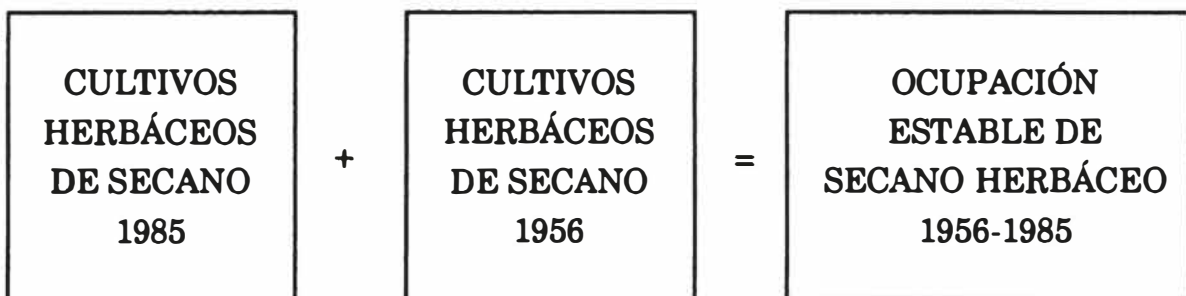 CULTIVOS
HERBÁCEOS
DE SECANO
1985
+
CULTIVOS
HERBÁCEOS
DE SECANO
1956
=
OCUPACIÓN
ESTABLE DE
SECANO HERBÁCEO
1956-1985